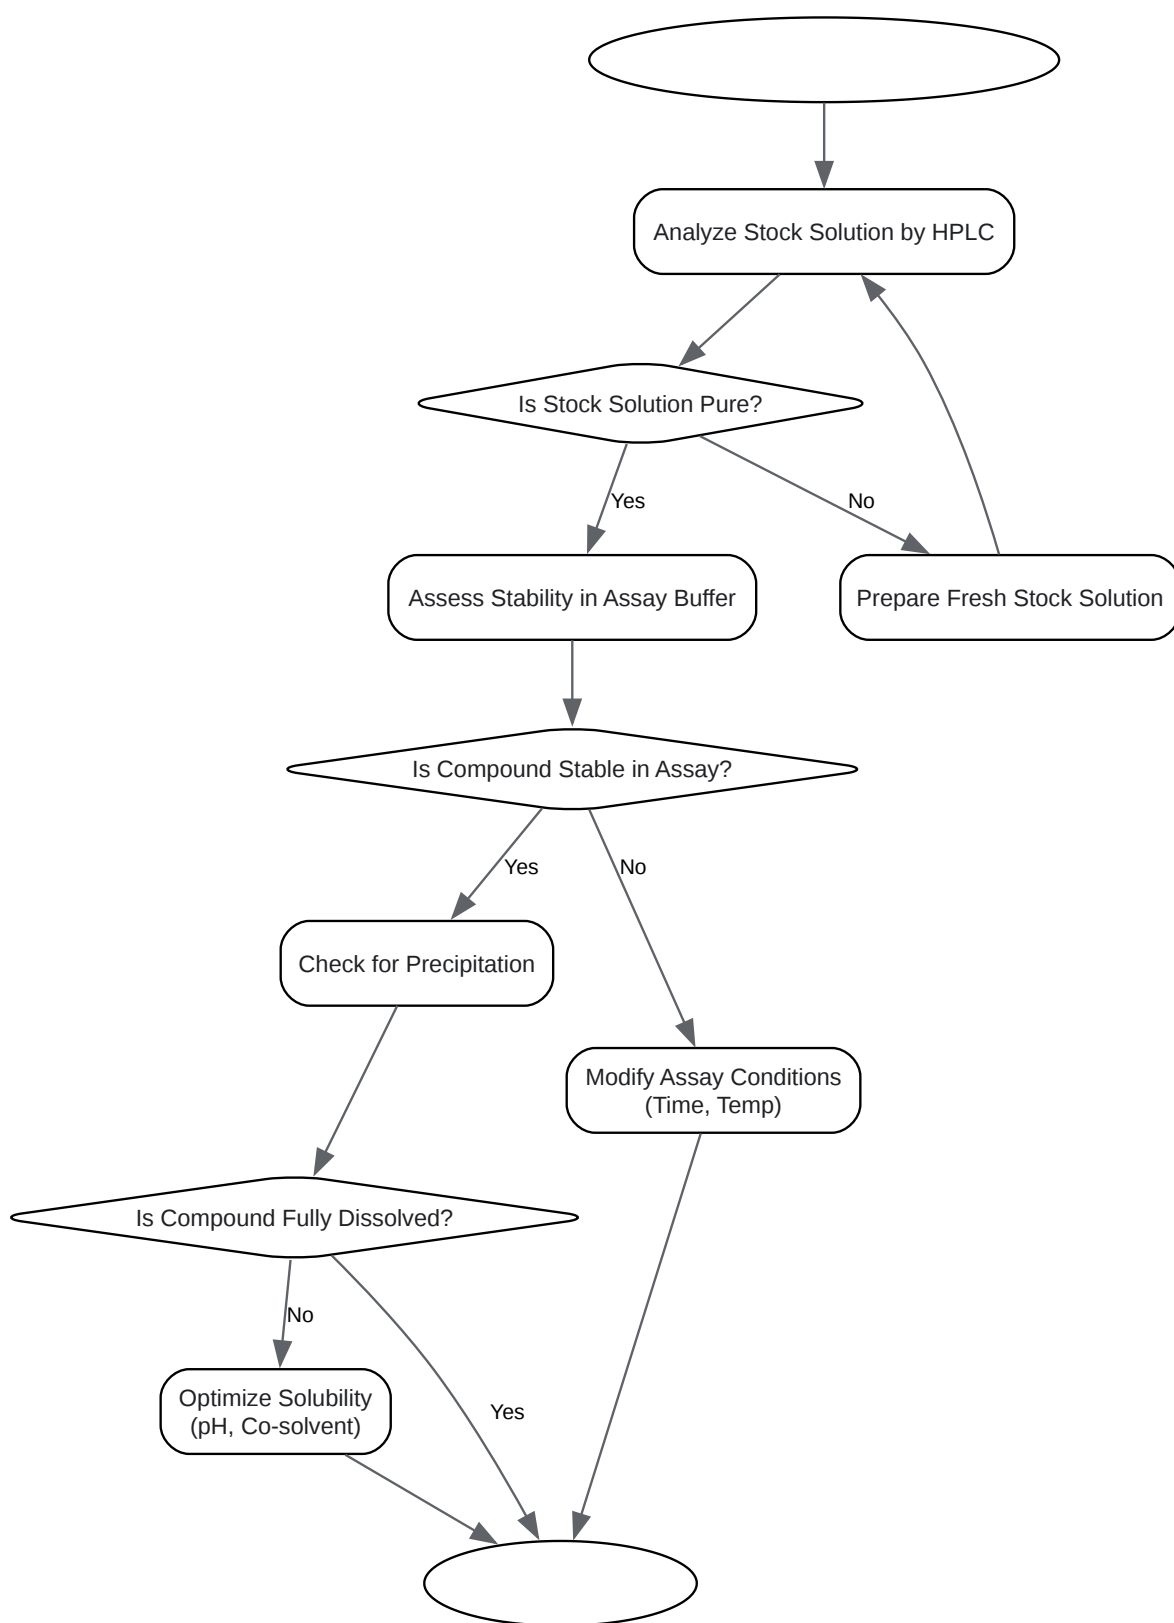 Analyze Stock Solution by HPLC
Is Stock Solution Pure?
Yes
No
Assess Stability in Assay Buffer
Prepare Fresh Stock Solution
Is Compound Stable in Assay?
Yes
No
Check for Precipitation
Modify Assay Conditions
(Time, Temp)
Is Compound Fully Dissolved?
No
Optimize Solubility
(pH, Co-solvent)
Yes